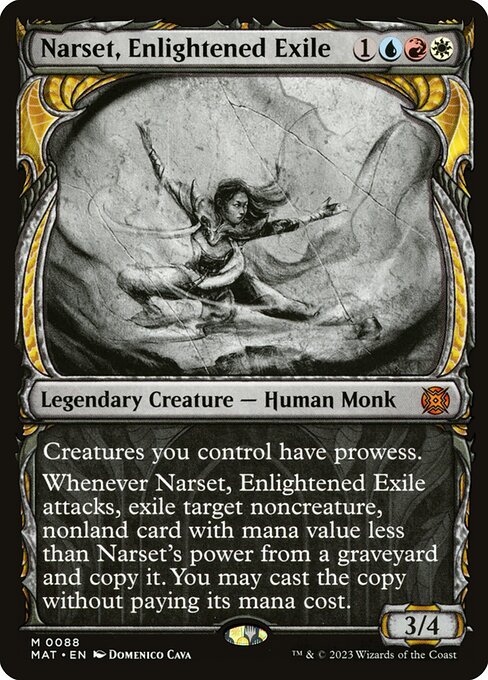 Narset, Enlightened Exile 1
Legendary Creature — Human Monk
Creatures you control have prowess.
Whenever Narset, Enlightened Exile
attacks, exile target noncreature,
nonland card with mana value less
than Narset's power from a graveyard
and copy it. You may cast the copy
without paying its mana cost.
3/4
M 0088
MAT • EN DOMENICO CAVA
™ & © 2023 Wizards of the Coast